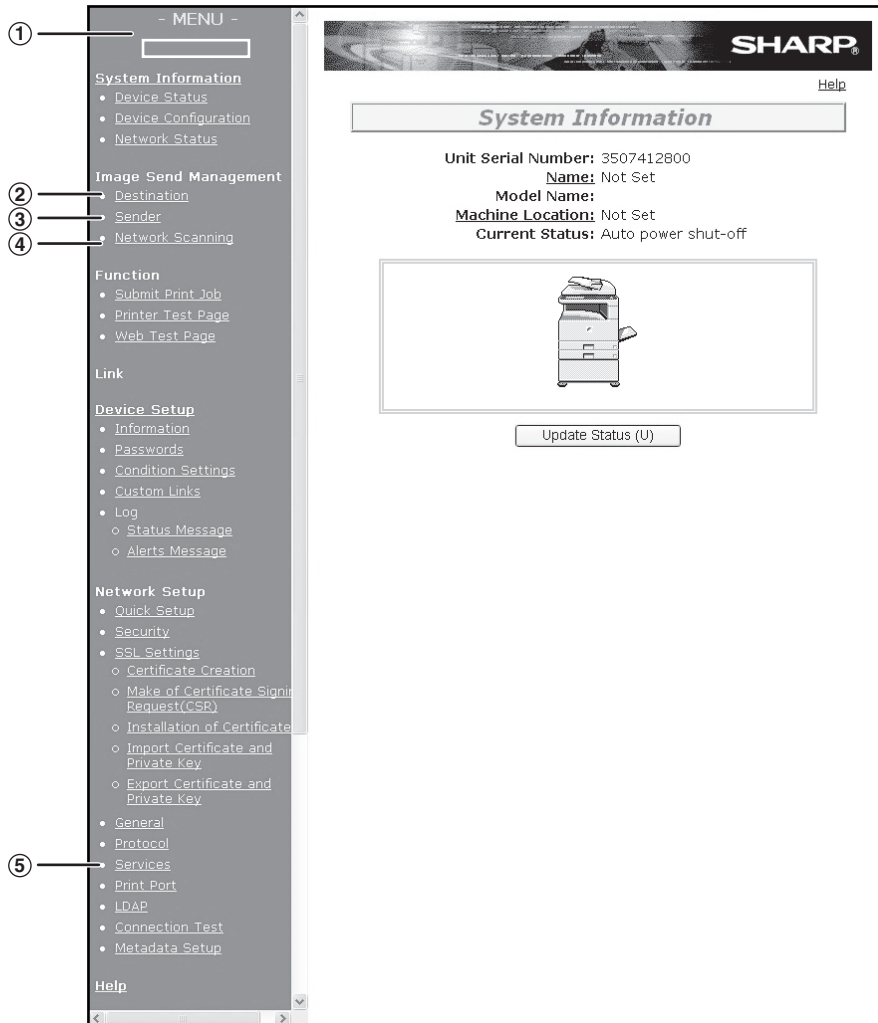 - MENU -
①
System Information
Device Status
Device Configuration
Network Status
Image Send Management
② Destination
③ Sender
④ Network Scanning
Function
Submit Print Job
Printer Test Page
Web Test Page
Link
Device Setup
Information
Passwords
Condition Settings
Custom Links
Log
Status Message
Alerts Message
Network Setup
Quick Setup
Security
SSL Settings
Certificate Creation
Make of Certificate Signin
Request(CSR)
Installation of Certificate
Import Certificate and
Private Key
Export Certificate and
Private Key
General
Protocol
⑤ Services
Print Port
LDAP
Connection Test
Metadata Setup
Help
SHARP®
Help
System Information
Unit Serial Number: 3507412800
Name: Not Set
Model Name:
Machine Location: Not Set
Current Status: Auto power shut-off
Update Status (U)